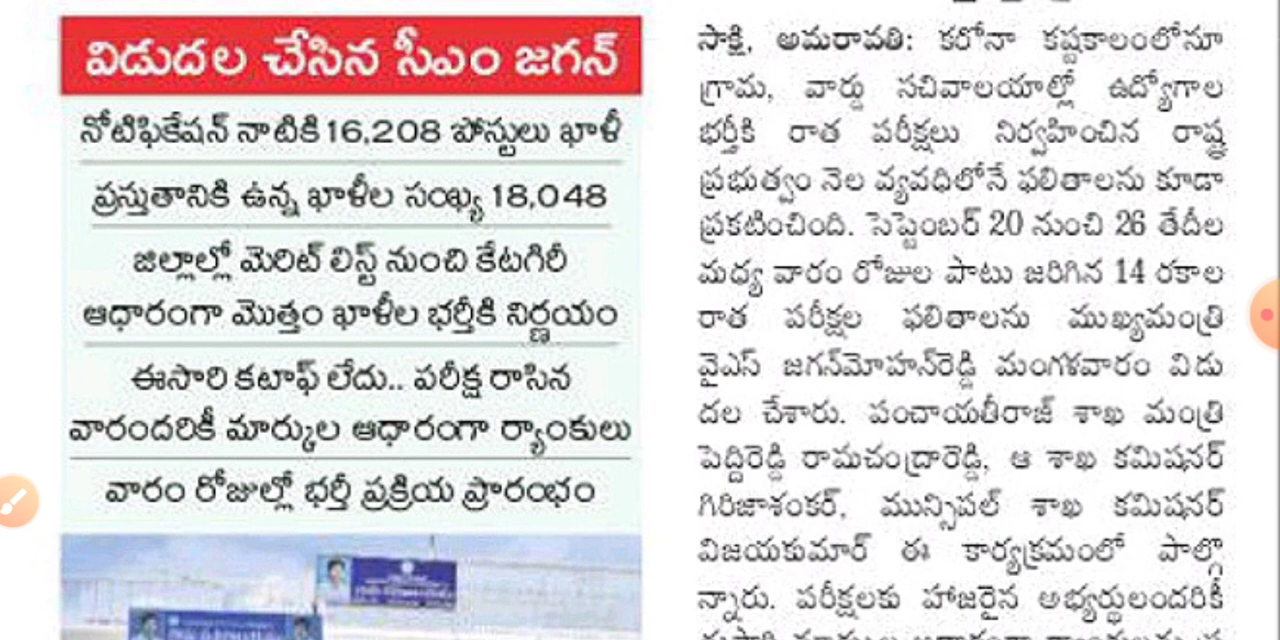 విడుదల చేసిన సీఎం జగన్
నోటిఫికేషన్ నాటికి 16,208 పోస్టులు ఖాళీ
ప్రస్తుతానికి ఉన్న ఖాళీల సంఖ్య 18,048
జిల్లాల్లో మెరిట్ లిస్ట్ నుంచి కేటగిరీ
ఆధారంగా మొత్తం ఖాళీల భర్తీకి నిర్ణయం
ఈసారి కటాఫ్ లేదు.. పరీక్ష రాసిన
వారందరికీ మార్కుల ఆధారంగా ర్యాంకులు
వారం రోజుల్లో భర్తీ ప్రక్రియ ప్రారంభం
సాక్షి, అమరావతి: కరోనా కష్టకాలంలోనూ
గ్రామ, వార్డు సచివాలయాల్లో ఉద్యోగాల
భర్తీకి రాత పరీక్షలు నిర్వహించిన రాష్ట్ర
ప్రభుత్వం నెల వ్యవధిలోనే ఫలితాలను కూడా
ప్రకటించింది. సెప్టెంబర్ 20 నుంచి 26 తేదీల
మధ్య వారం రోజుల పాటు జరిగిన 14 రకాల
రాత పరీక్షల ఫలితాలను ముఖ్యమంత్రి
వైఎస్ జగన్‌మోహన్‌రెడ్డి మంగళవారం విడు
దల చేశారు. పంచాయతీరాజ్ శాఖ మంత్రి
పెద్దిరెడ్డి రామచంద్రారెడ్డి, ఆ శాఖ కమిషనర్
గిరిజాశంకర్, మున్సిపల్ శాఖ కమిషనర్
విజయకుమార్ ఈ కార్యక్రమంలో పాల్గొ
న్నారు. పరీక్షలకు హాజరైన అభ్యర్థులందరికీ